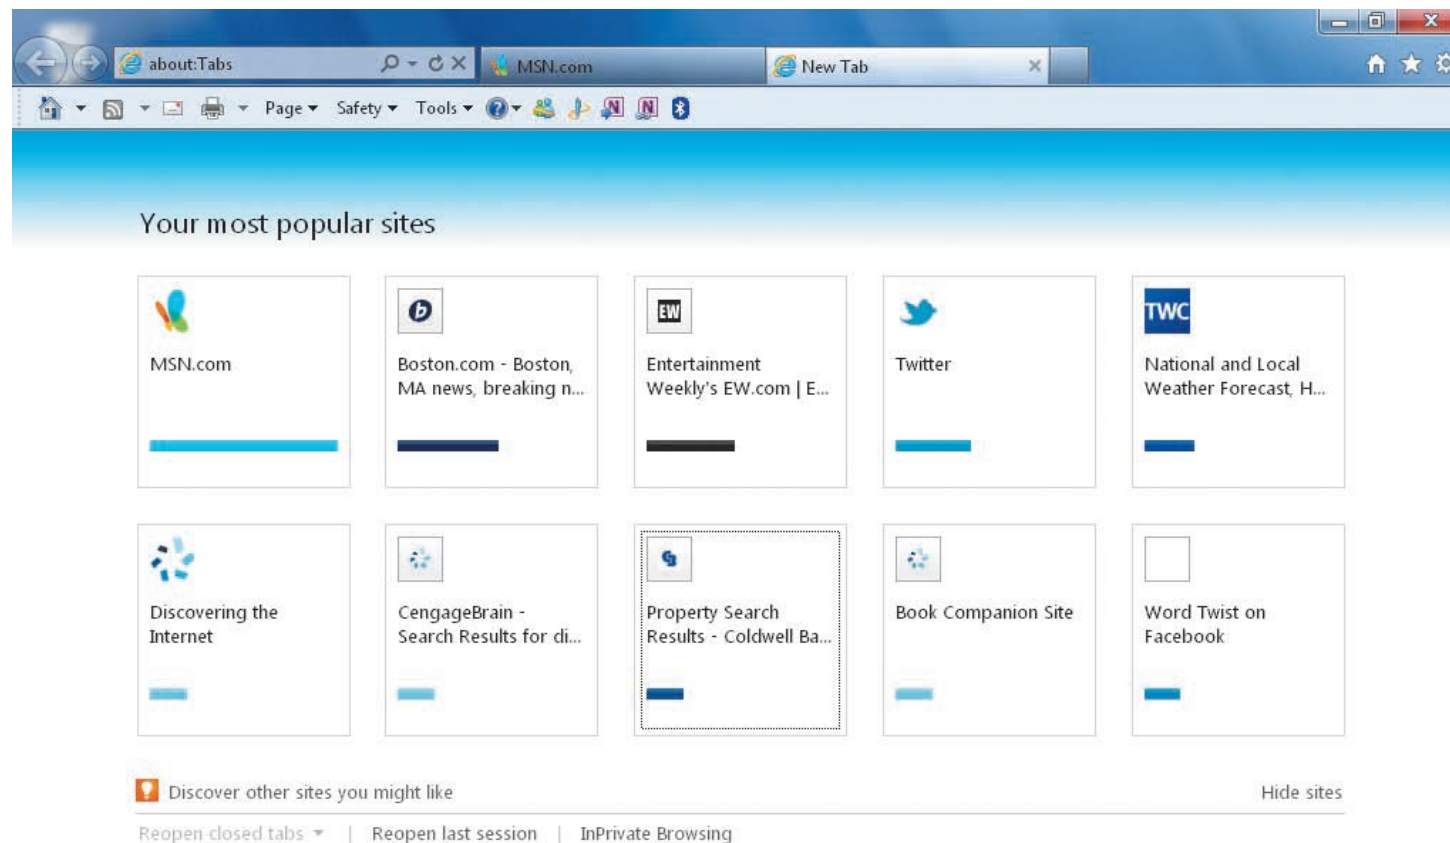 about:Tabs
MSN.com
New Tab
Page
Safety
Tools
Your most popular sites
MSN.com
b
Boston.com - Boston,
MA news, breaking n...
EW
Entertainment
Weekly's EW.com | E...
Twitter
TWC
National and Local
Weather Forecast, H...
Discovering the
Internet
CengageBrain -
Search Results for di...
Property Search
Results - Coldwell Ba...
Book Companion Site
Word Twist on
Facebook
Discover other sites you might like
Hide sites
Reopen closed tabs | Reopen last session | InPrivate Browsing